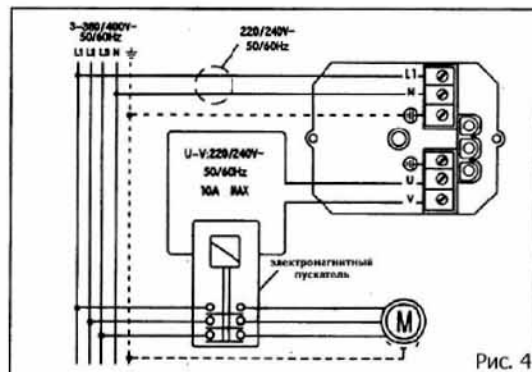 3~380/400V~
50/60Hz
L1 L2 L3 N
220/240V~
50/60Hz
L1
N
U-V:220/240V~
50/60Hz
10A MAX
U
V
электромагнитный
пускатель
M
Рис. 4